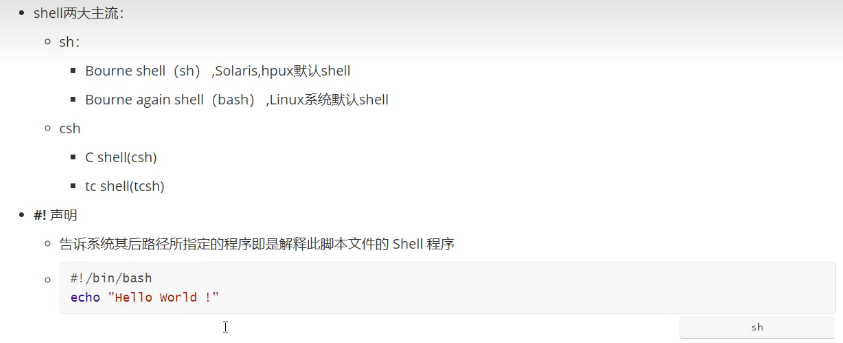 shell两大主流：
sh：
Bourne shell（sh） ,Solaris,hpux默认shell
Bourne again shell（bash） ,Linux系统默认shell
csh
C shell(csh)
tc shell(tcsh)
#! 声明
告诉系统其后路径所指定的程序即是解释此脚本文件的 Shell 程序
#!/bin/bash
echo "Hello World !"
sh